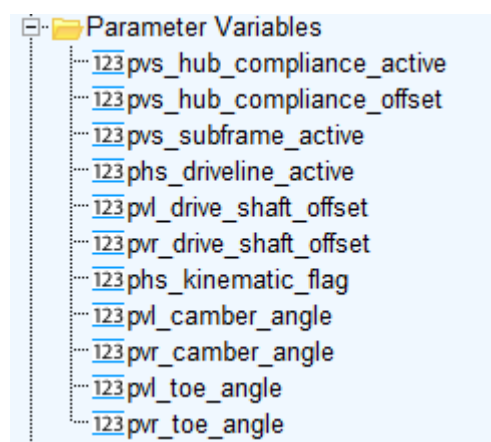 Parameter Variables
123 pvs_hub_compliance_active
123 pvs_hub_compliance_offset
123 pvs_subframe_active
123 phs_driveline_active
123 pvl_drive_shaft_offset
123 pvr_drive_shaft_offset
123 phs_kinematic_flag
123 pvl_camber_angle
123 pvr_camber_angle
123 pvl_toe_angle
123 pvr_toe_angle